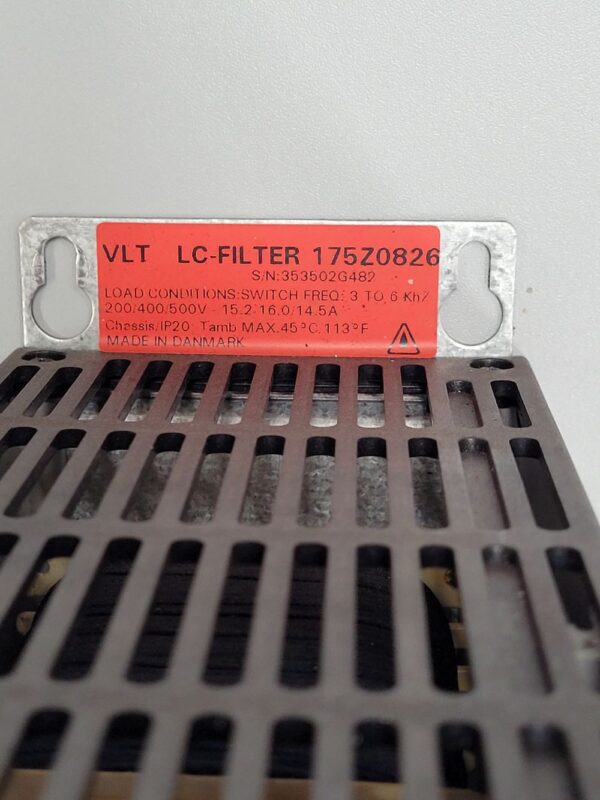 VLT LC-FILTER 175Z0826
S/N:353502G482
LOAD CONDITIONS:SWITCH FREQ: 3 TO 6 KhZ
200/400/500V - 15.2/16.0/14.5A
Chassis/IP20 Tamb MAX.45°C, 113°F
MADE IN DANMARK